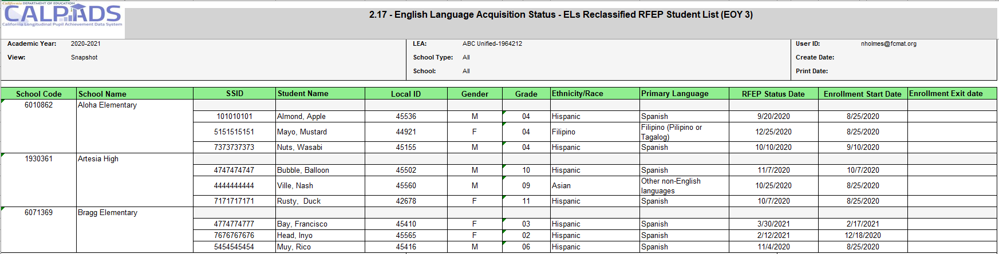 California DEPARTMENT OF EDUCATION
CALPADS
California Longitudinal Pupil Achievement Data System
2.17 - English Language Acquisition Status - ELs Reclassified RFEP Student List (EOY 3)
Academic Year: 2020-2021 LEA: ABC Unified-1964212 User ID: nholmes@fcmat.org
View: Snapshot School Type: All Create Date:
School: All Print Date:
School Code School Name SSID Student Name Local ID Gender Grade Ethnicity/Race Primary Language RFEP Status Date Enrollment Start Date Enrollment Exit date
6010862 Aloha Elementary
101010101 Almond, Apple 45536 M 04 Hispanic Spanish 9/20/2020 8/25/2020
5151515151 Mayo, Mustard 44921 F 04 Filipino Filipino (Pilipino or 12/25/2020 8/25/2020
Tagalog)
7373737373 Nuts, Wasabi 45155 M 04 Hispanic Spanish 10/10/2020 9/10/2020
1930361 Artesia High
4747474747 Bubble, Balloon 45502 M 10 Hispanic Spanish 11/7/2020 10/7/2020
4444444444 Ville, Nash 45560 M 09 Asian Other non-English 10/25/2020 8/25/2020
languages
7171717171 Rusty, Duck 42678 F 11 Hispanic Spanish 10/7/2020 8/25/2020
6071369 Bragg Elementary
4774774777 Bay, Francisco 45410 F 03 Hispanic Spanish 3/30/2021 2/17/2021
7676767676 Head, Inyo 45565 F 02 Hispanic Spanish 2/12/2021 12/18/2020
5454545454 Muy, Rico 45416 M 06 Hispanic Spanish 11/4/2020 8/25/2020